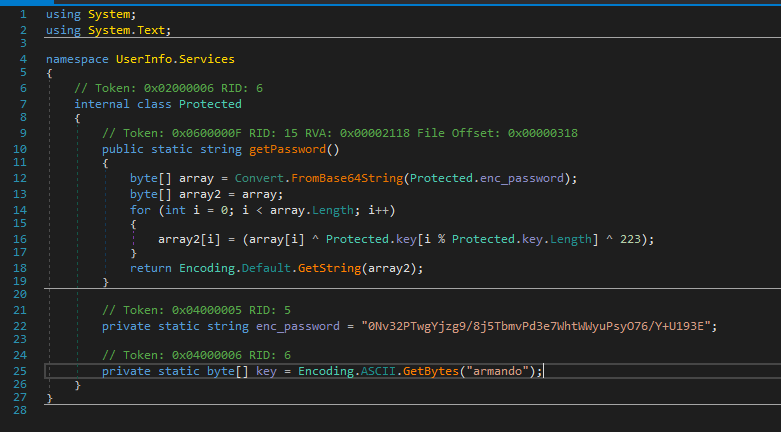 1 using System;
2 using System.Text;
3
4 namespace UserInfo.Services
5 {
6 // Token: 0x02000006 RID: 6
7 internal class Protected
8 {
9 // Token: 0x0600000F RID: 15 RVA: 0x00002118 File Offset: 0x00000318
10 public static string getPassword()
11 {
12 byte[] array = Convert.FromBase64String(Protected.enc_password);
13 byte[] array2 = array;
14 for (int i = 0; i < array.Length; i++)
15 {
16 array2[i] = (array[i] ^ Protected.key[i % Protected.key.Length] ^ 223);
17 }
18 return Encoding.Default.GetString(array2);
19 }
20
21 // Token: 0x04000005 RID: 5
22 private static string enc_password = "0Nv32PTwgYjzg9/8j5TbmvPd3e7WhtWWyuPsyO76/Y+U193E";
23
24 // Token: 0x04000006 RID: 6
25 private static byte[] key = Encoding.ASCII.GetBytes("armando");
26 }
27 }
28